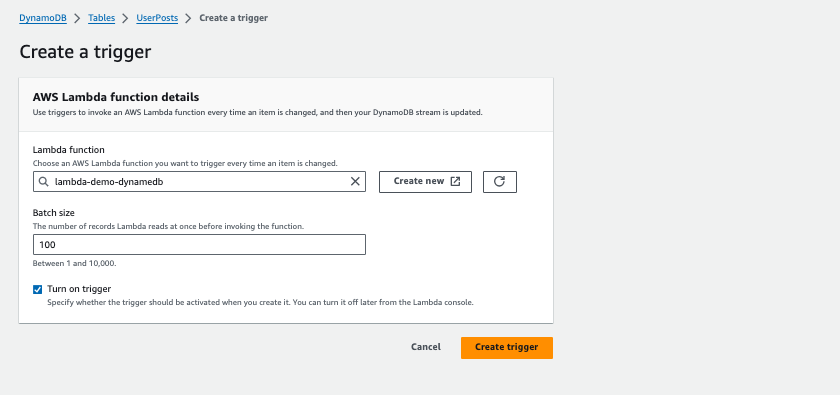 DynamoDB > Tables > UserPosts > Create a trigger
Create a trigger
AWS Lambda function details
Use triggers to invoke an AWS Lambda function every time an item is changed, and then your DynamoDB stream is updated.
Lambda function
Choose an AWS Lambda function you want to trigger every time an item is changed.
lambda-demo-dynamedb
Create new
Batch size
The number of records Lambda reads at once before invoking the function.
100
Between 1 and 10,000.
Turn on trigger
Specify whether the trigger should be activated when you create it. You can turn it off later from the Lambda console.
Cancel
Create trigger